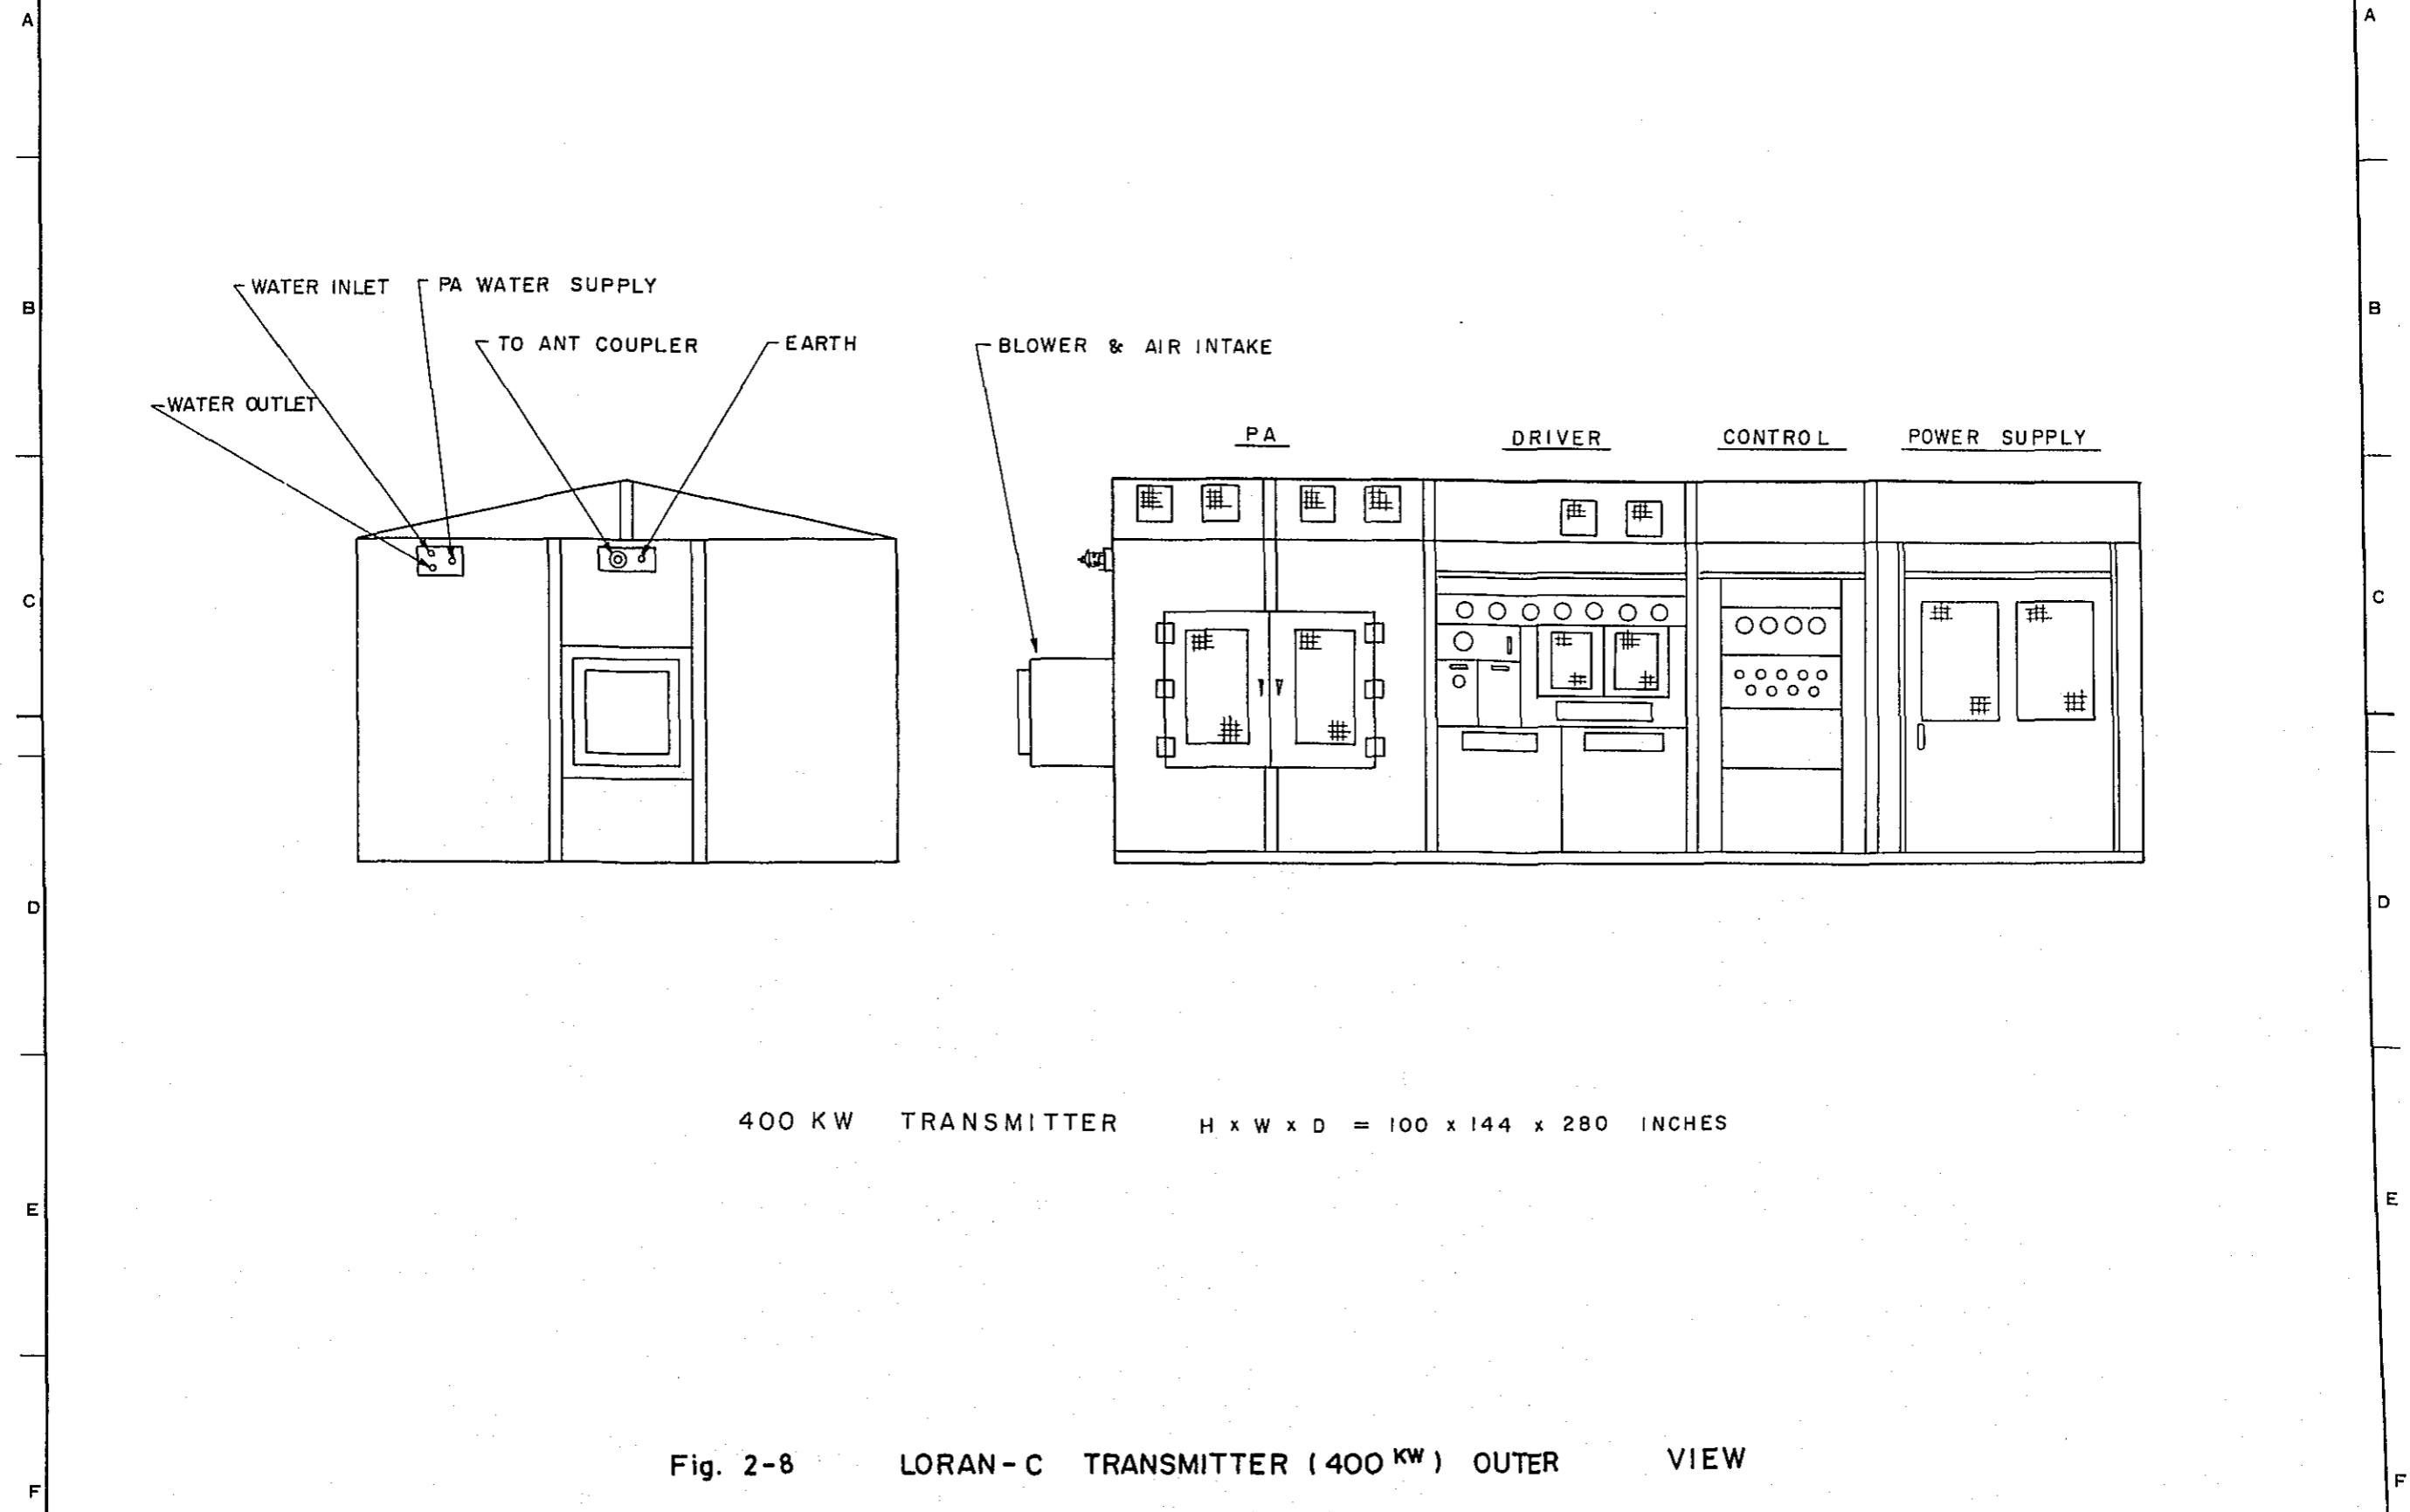 A A
WATER INLET PA WATER SUPPLY
B B
TO ANT COUPLER EARTH BLOWER & AIR INTAKE
WATER OUTLET
PA DRIVER CONTROL POWER SUPPLY
C C
D D
400 KW TRANSMITTER H x W x D = 100 x 144 x 280 INCHES
E E
Fig. 2-8 LORAN-C TRANSMITTER (400 KW) OUTER VIEW
F F